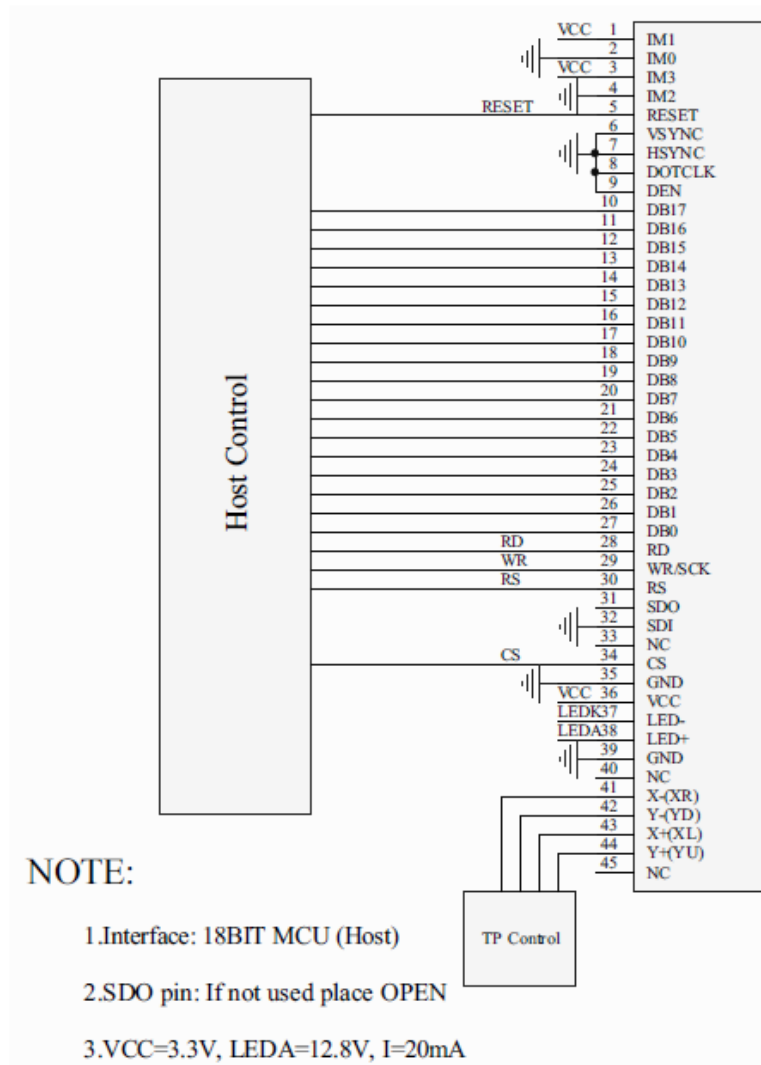 VCC 1 IM1
2 IM0
VCC 3 IM3
4 IM2
RESET 5 RESET
6 VSYNC
7 HSYNC
8 DOTCLK
9 DEN
10 DB17
11 DB16
12 DB15
13 DB14
14 DB13
15 DB12
16 DB11
17 DB10
18 DB9
19 DB8
20 DB7
21 DB6
22 DB5
23 DB4
24 DB3
25 DB2
26 DB1
27 DB0
RD 28 RD
WR 29 WR/SCK
RS 30 RS
31 SDO
32 SDI
33 NC
CS 34 CS
35 GND
VCC 36 VCC
LEDK 37 LED-
LEDA 38 LED+
39 GND
40 NC
41 X-(XR)
42 Y-(YD)
43 X+(XL)
44 Y+(YU)
45 NC
Host Control
TP Control
NOTE:
1.Interface: 18BIT MCU (Host)
2.SDO pin: If not used place OPEN
3.VCC=3.3V, LEDA=12.8V, I=20mA